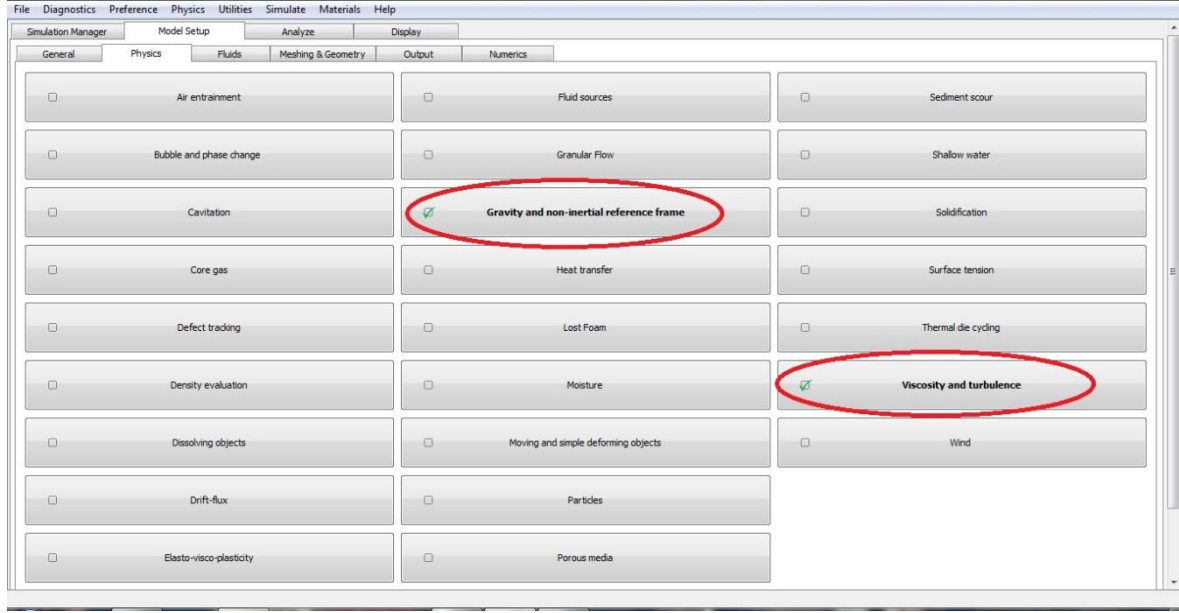 File Diagnostics Preference Physics Utilities Simulate Materials Help
Simulation Manager Model Setup Analyze Display
General Physics Fluids Meshing & Geometry Output Numerics
Air entrainment Fluid sources Sediment scour
Bubble and phase change Granular Flow Shallow water
Cavitation Gravity and non-inertial reference frame Solidification
Core gas Heat transfer Surface tension
Defect tracking Lost Foam Thermal die cycling
Density evaluation Moisture Viscosity and turbulence
Dissolving objects Moving and simple deforming objects Wind
Drift-flux Particles
Elasto-visco-plasticity Porous media